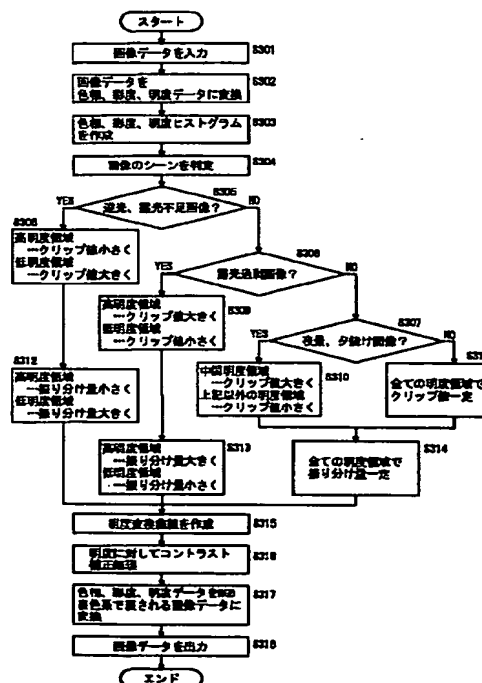 スタート
画像データを入力
S301
画像データを
色相、彩度、明度データに変換
S302
色相、彩度、明度ヒストグラム
を作成
S303
画像のシーンを判定
S304
S305
YES
逆光、露光不足画像?
NO
S308
高明度領域
…クリップ値小さく
低明度領域
…クリップ値大きく
S306
YES
露光過剰画像?
NO
高明度領域
…クリップ値大きく
低明度領域
…クリップ値小さく
S309
S307
YES
夜景、夕焼け画像?
NO
中間明度領域
…クリップ値大きく
上記以外の明度領域
…クリップ値小さく
S310
全ての明度領域で
クリップ値一定
S312
高明度領域
…振り分け量小さく
低明度領域
…振り分け量大きく
高明度領域
…振り分け量大きく
低明度領域
…振り分け量小さく
S313
全ての明度領域で
振り分け量一定
S314
明度変換曲線を作成
S315
明度に対してコントラスト
補正処理
S316
色相、彩度、明度データをRGB
表色系で表される画像データに
変換
S317
画像データを出力
S318
エンド